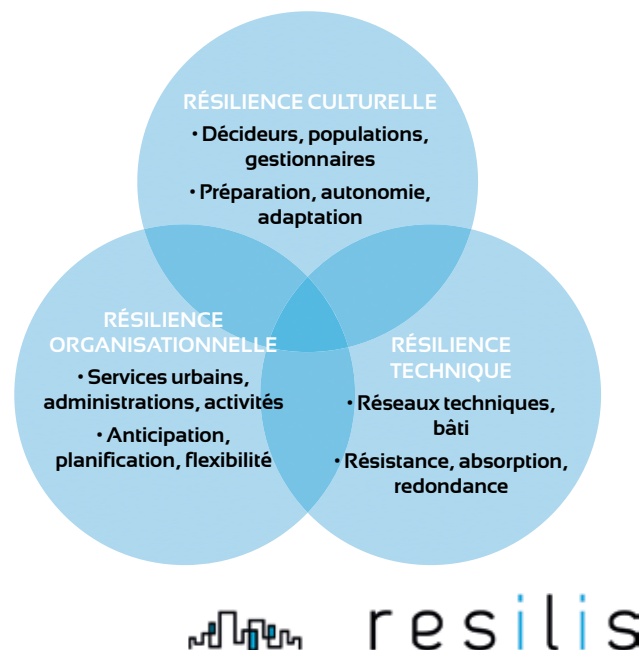 RÉSILIENCE CULTURELLE
• Décideurs, populations,
gestionnaires
• Préparation, autonomie,
adaptation
RÉSILIENCE
ORGANISATIONNELLE
• Services urbains,
administrations, activités
• Anticipation,
planification, flexibilité
RÉSILIENCE
TECHNIQUE
• Réseaux techniques,
bâti
• Résistance, absorption,
redondance
resilis